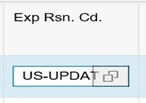 Exp Rsn. Cd.
US-UPDAT